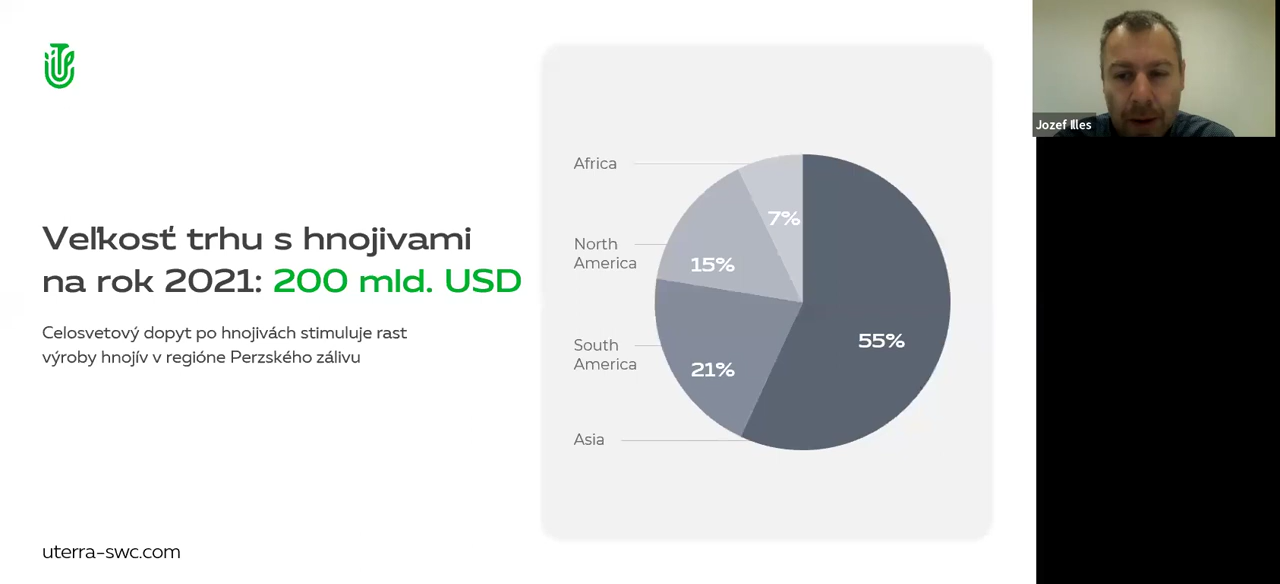 Veľkosť trhu s hnojivami
na rok 2021: 200 mld. USD
Celosvetový dopyt po hnojivách stimuluje rast
výroby hnojív v regióne Perzského zálivu
uterra-swc.com
Africa
7%
North
America
15%
South
America
21%
55%
Asia
Jozef Illes